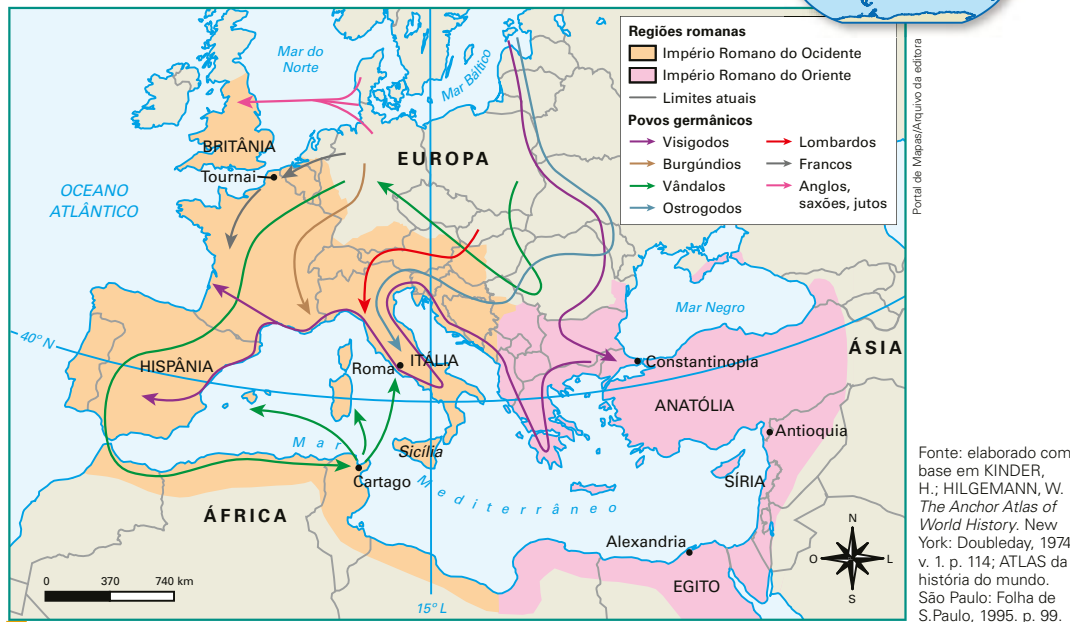 Regiões romanas
Império Romano do Ocidente
Império Romano do Oriente
Limites atuais
Povos germânicos
Visigodos
Burgúndios
Vândalos
Ostrogodos
Lombardos
Francos
Anglos,
saxões, jutos
Mar do
Norte
Mar Báltico
BRITÂNIA
EUROPA
Tournai
OCEANO
ATLÂNTICO
40º N
Mar Negro
ÁSIA
HISPÂNIA
Roma
ITÁLIA
Constantinopla
ANATÓLIA
Antioquia
Mar
Mediterrâneo
Sicília
Cartago
SÍRIA
ÁFRICA
Alexandria
EGITO
15º L
0 370 740 km
N
O L
S
Portal de Mapas/Arquivo da editora
Fonte: elaborado com
base em KINDER,
H.; HILGEMANN, W.
The Anchor Atlas of
World History. New
York: Doubleday, 1974.
v. 1. p. 114; ATLAS da
história do mundo.
São Paulo: Folha de
S.Paulo, 1995. p. 99.